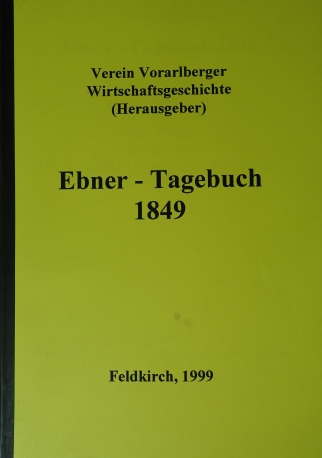 Verein Vorarlberger
Wirtschaftsgeschichte
(Herausgeber)
Ebner - Tagebuch
1849
Feldkirch, 1999